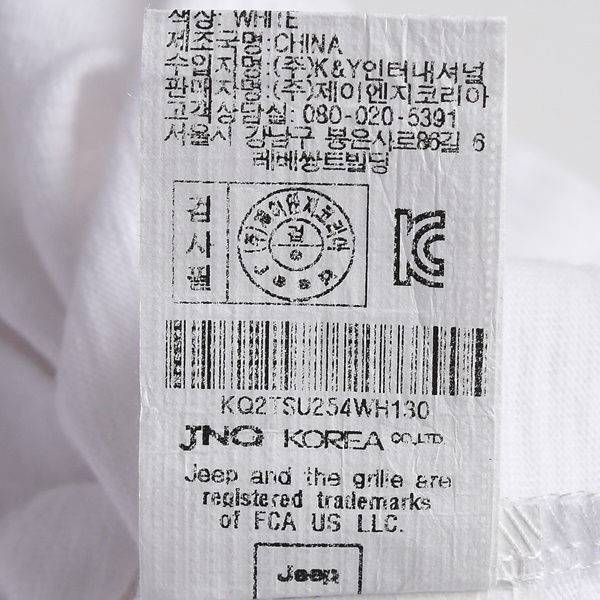 색상: WHITE
제조국명:CHINA
수입자명:(주)K&Y인터내셔널
판매자명:(주)제이엔지코리아
고객상담실: 080-020-5391
서울시 강남구 봉은사로86길 6
레베쌍트빌딩
검사필
(주)제이엔지코리아
검
Jeep
KC
KQ2TSU254WH130
JNG KOREA CO.,LTD
Jeep and the grille are
registered trademarks
of FCA US LLC.
Jeep